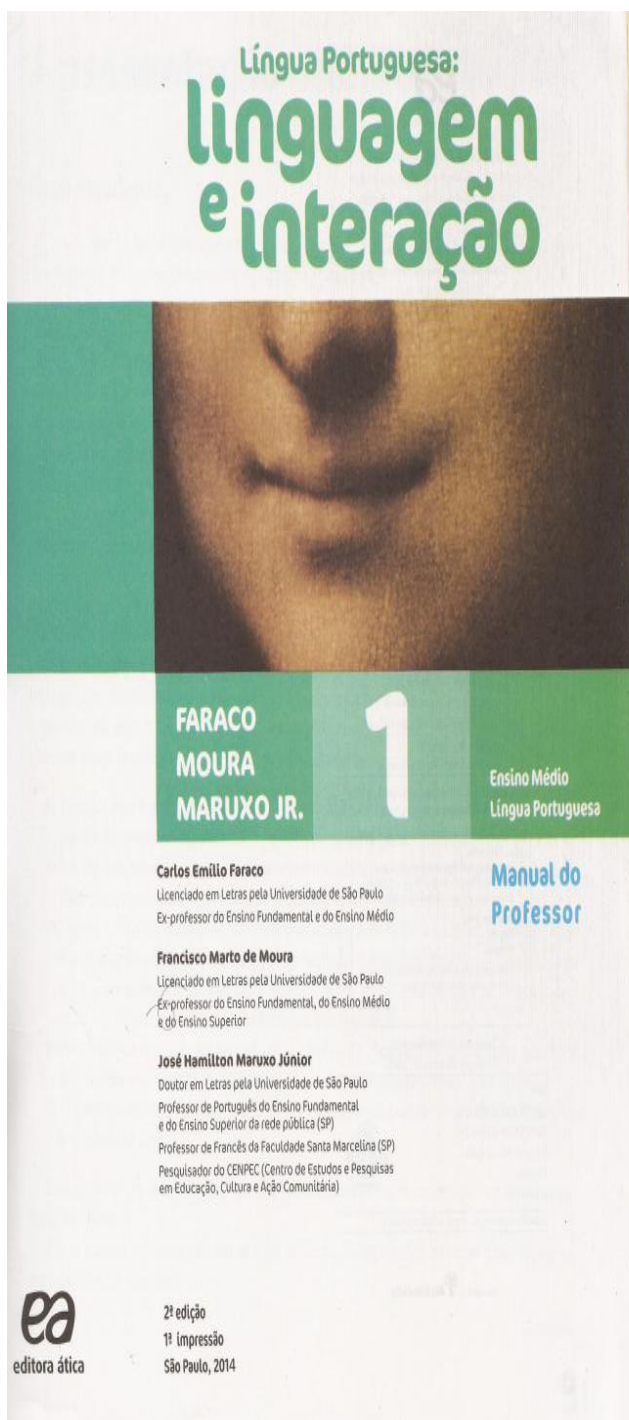 Língua Portuguesa:
linguagem
e interação
FARACO
MOURA
MARUXO JR.
1
Ensino Médio
Língua Portuguesa
Manual do
Professor
Carlos Emílio Faraco
Licenciado em Letras pela Universidade de São Paulo
Ex-professor do Ensino Fundamental e do Ensino Médio
Francisco Marto de Moura
Licenciado em Letras pela Universidade de São Paulo
Ex-professor do Ensino Fundamental, do Ensino Médio
e do Ensino Superior
José Hamilton Maruxo Júnior
Doutor em Letras pela Universidade de São Paulo
Professor de Português do Ensino Fundamental
e do Ensino Superior da rede pública (SP)
Professor de Francês da Faculdade Santa Marcelina (SP)
Pesquisador do CENPEC (Centro de Estudos e Pesquisas
em Educação, Cultura e Ação Comunitária)
ea
editora ática
2ª edição
1ª impressão
São Paulo, 2014